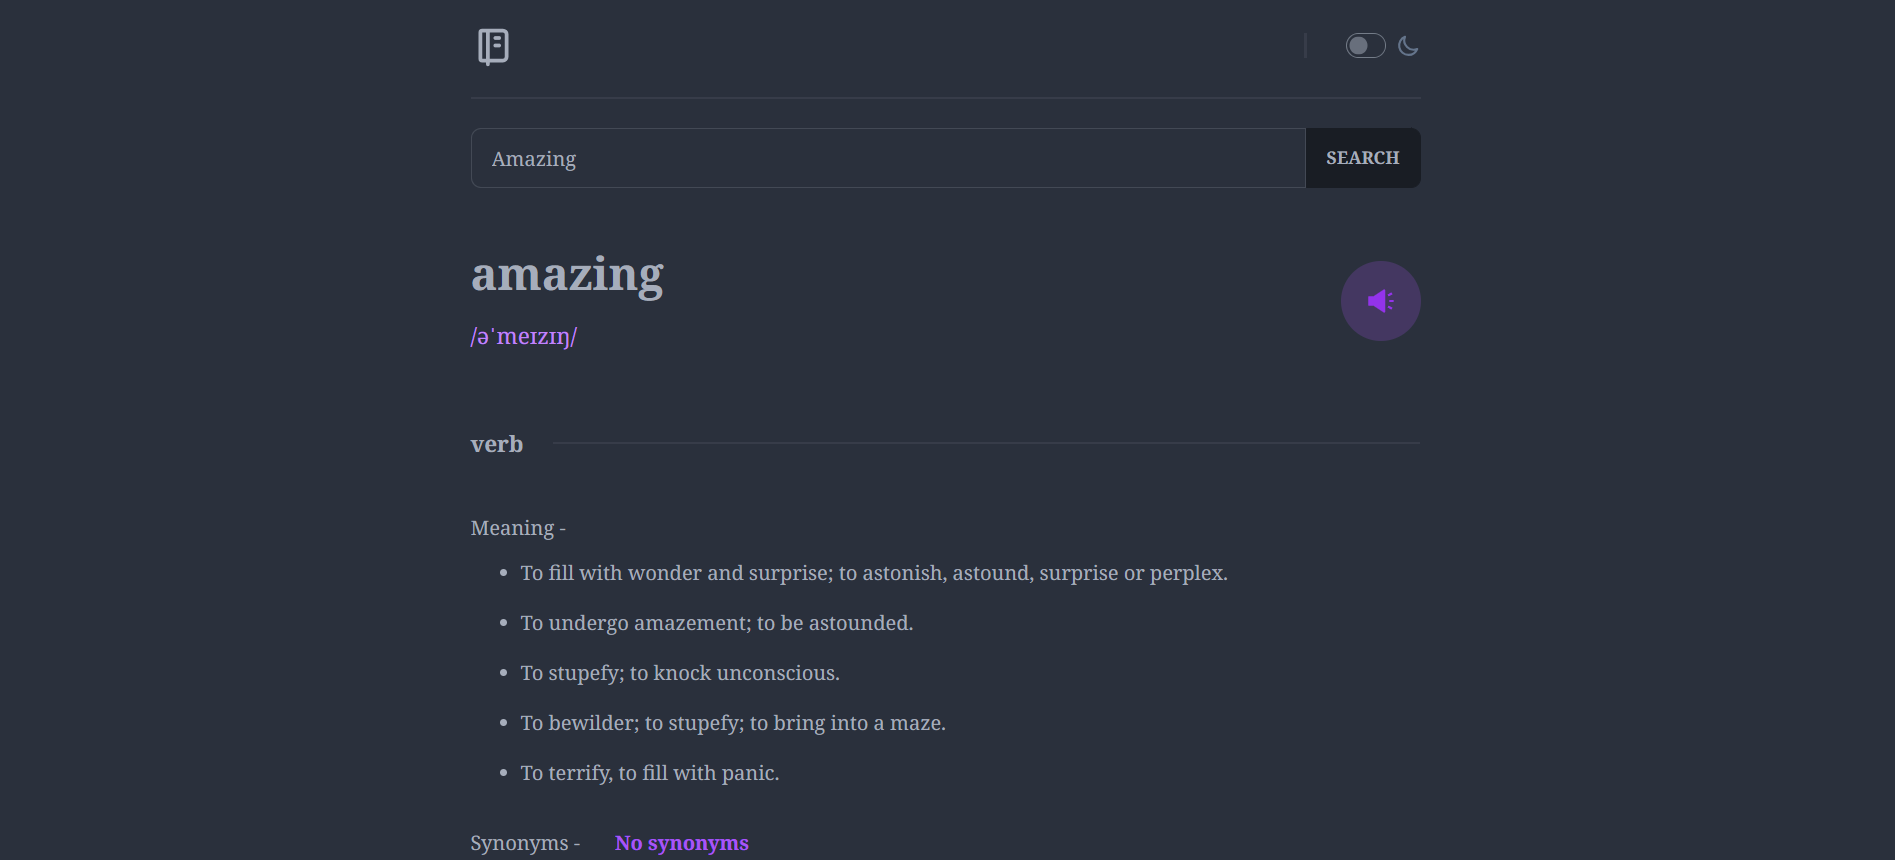 Amazing SEARCH
amazing
/əˈmeɪzɪŋ/
verb
Meaning -
To fill with wonder and surprise; to astonish, astound, surprise or perplex.
To undergo amazement; to be astounded.
To stupefy; to knock unconscious.
To bewilder; to stupefy; to bring into a maze.
To terrify, to fill with panic.
Synonyms - No synonyms